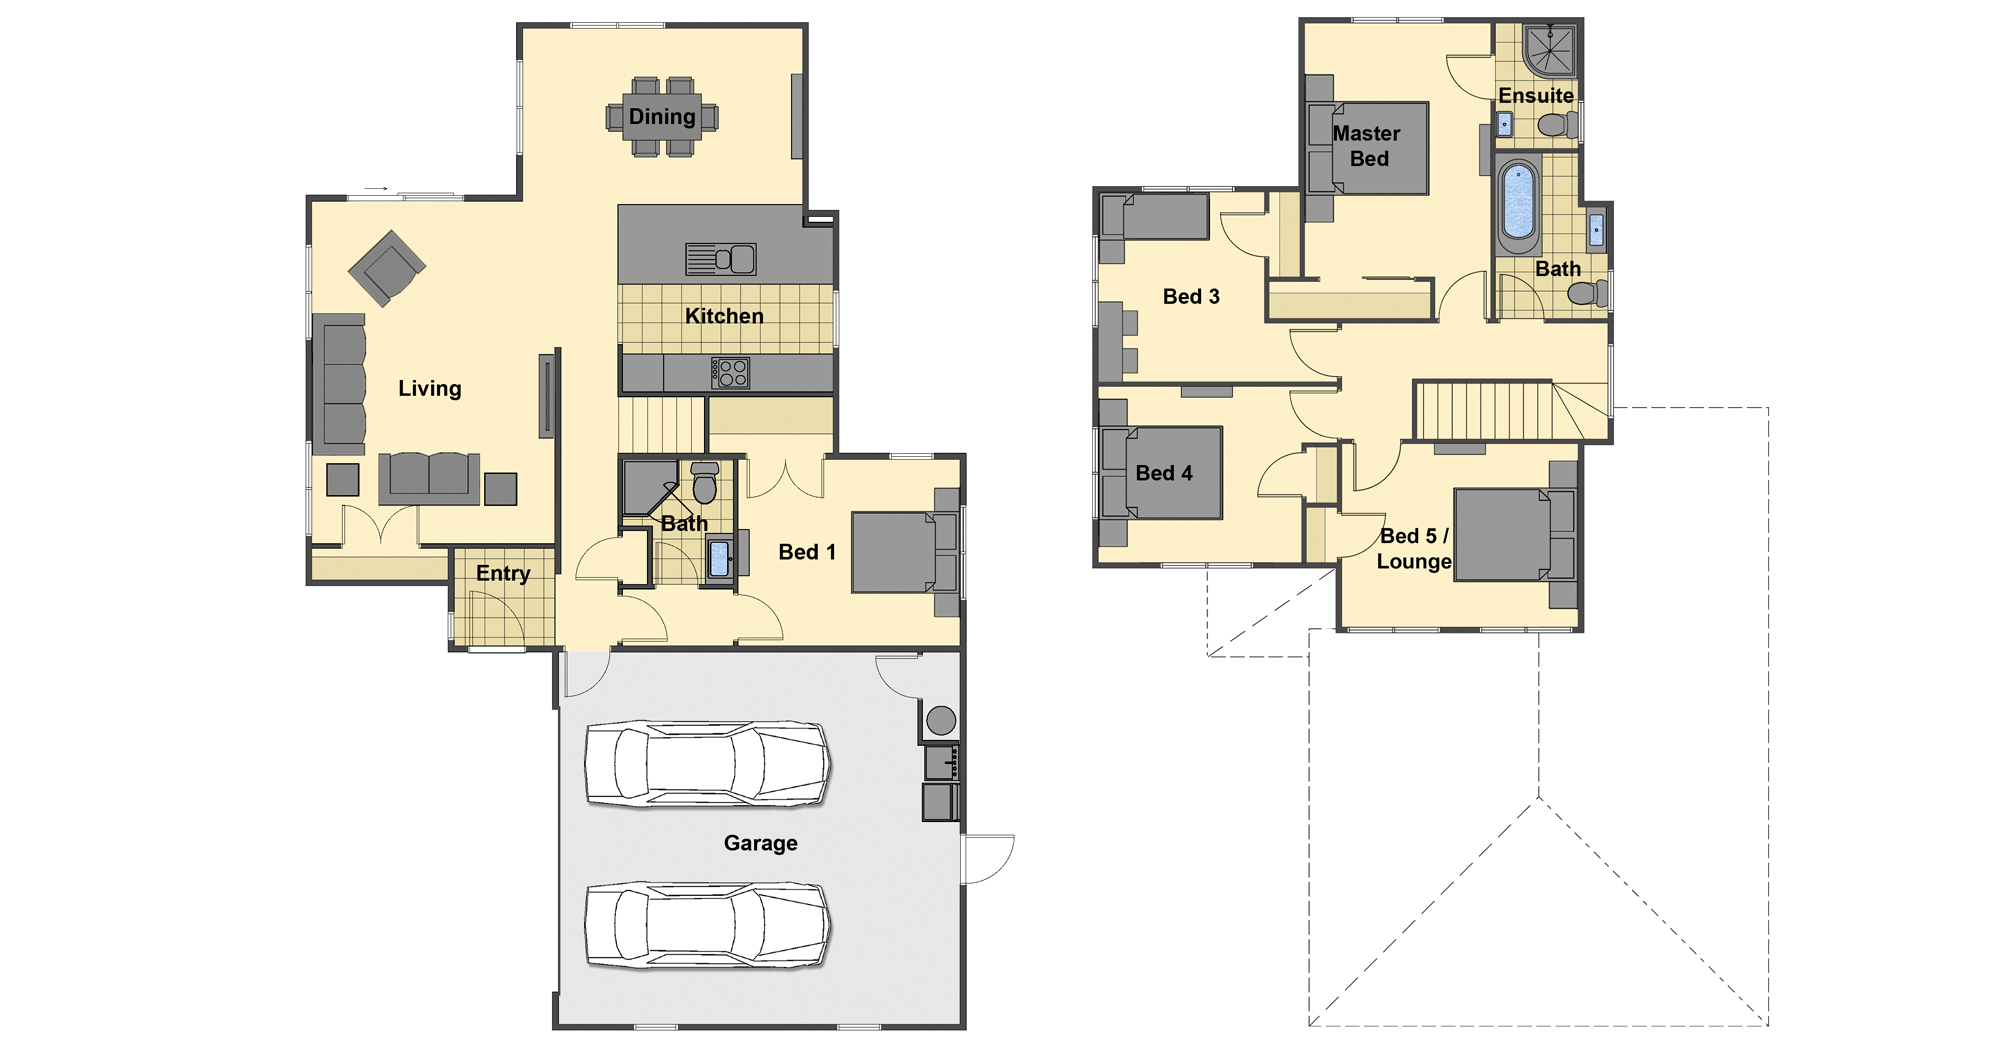 Dining
Kitchen
Living
Bath
Bed 1
Entry
Garage
Ensuite
Master
Bed
Bath
Bed 3
Bed 4
Bed 5 /
Lounge